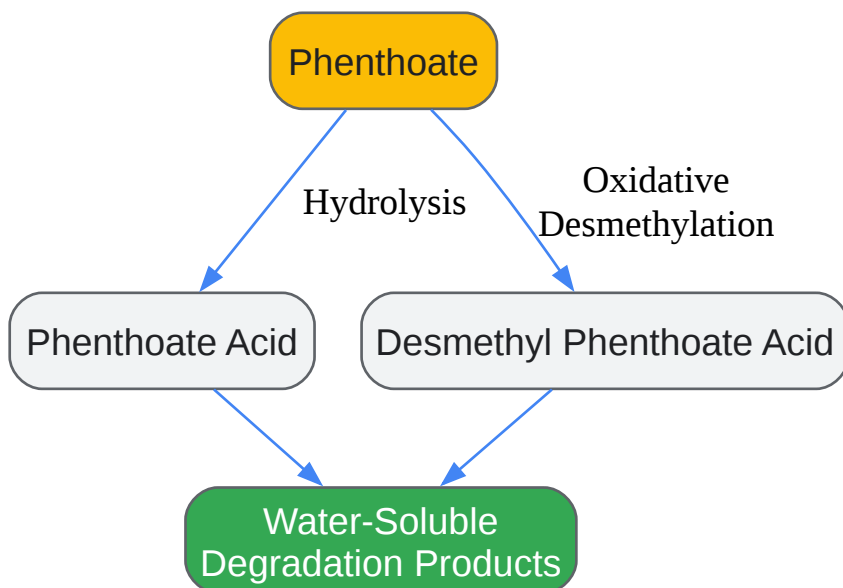 Phenthoate
Hydrolysis
Oxidative
Desmethylation
Phenthoate Acid
Desmethyl Phenthoate Acid
Water-Soluble
Degradation Products